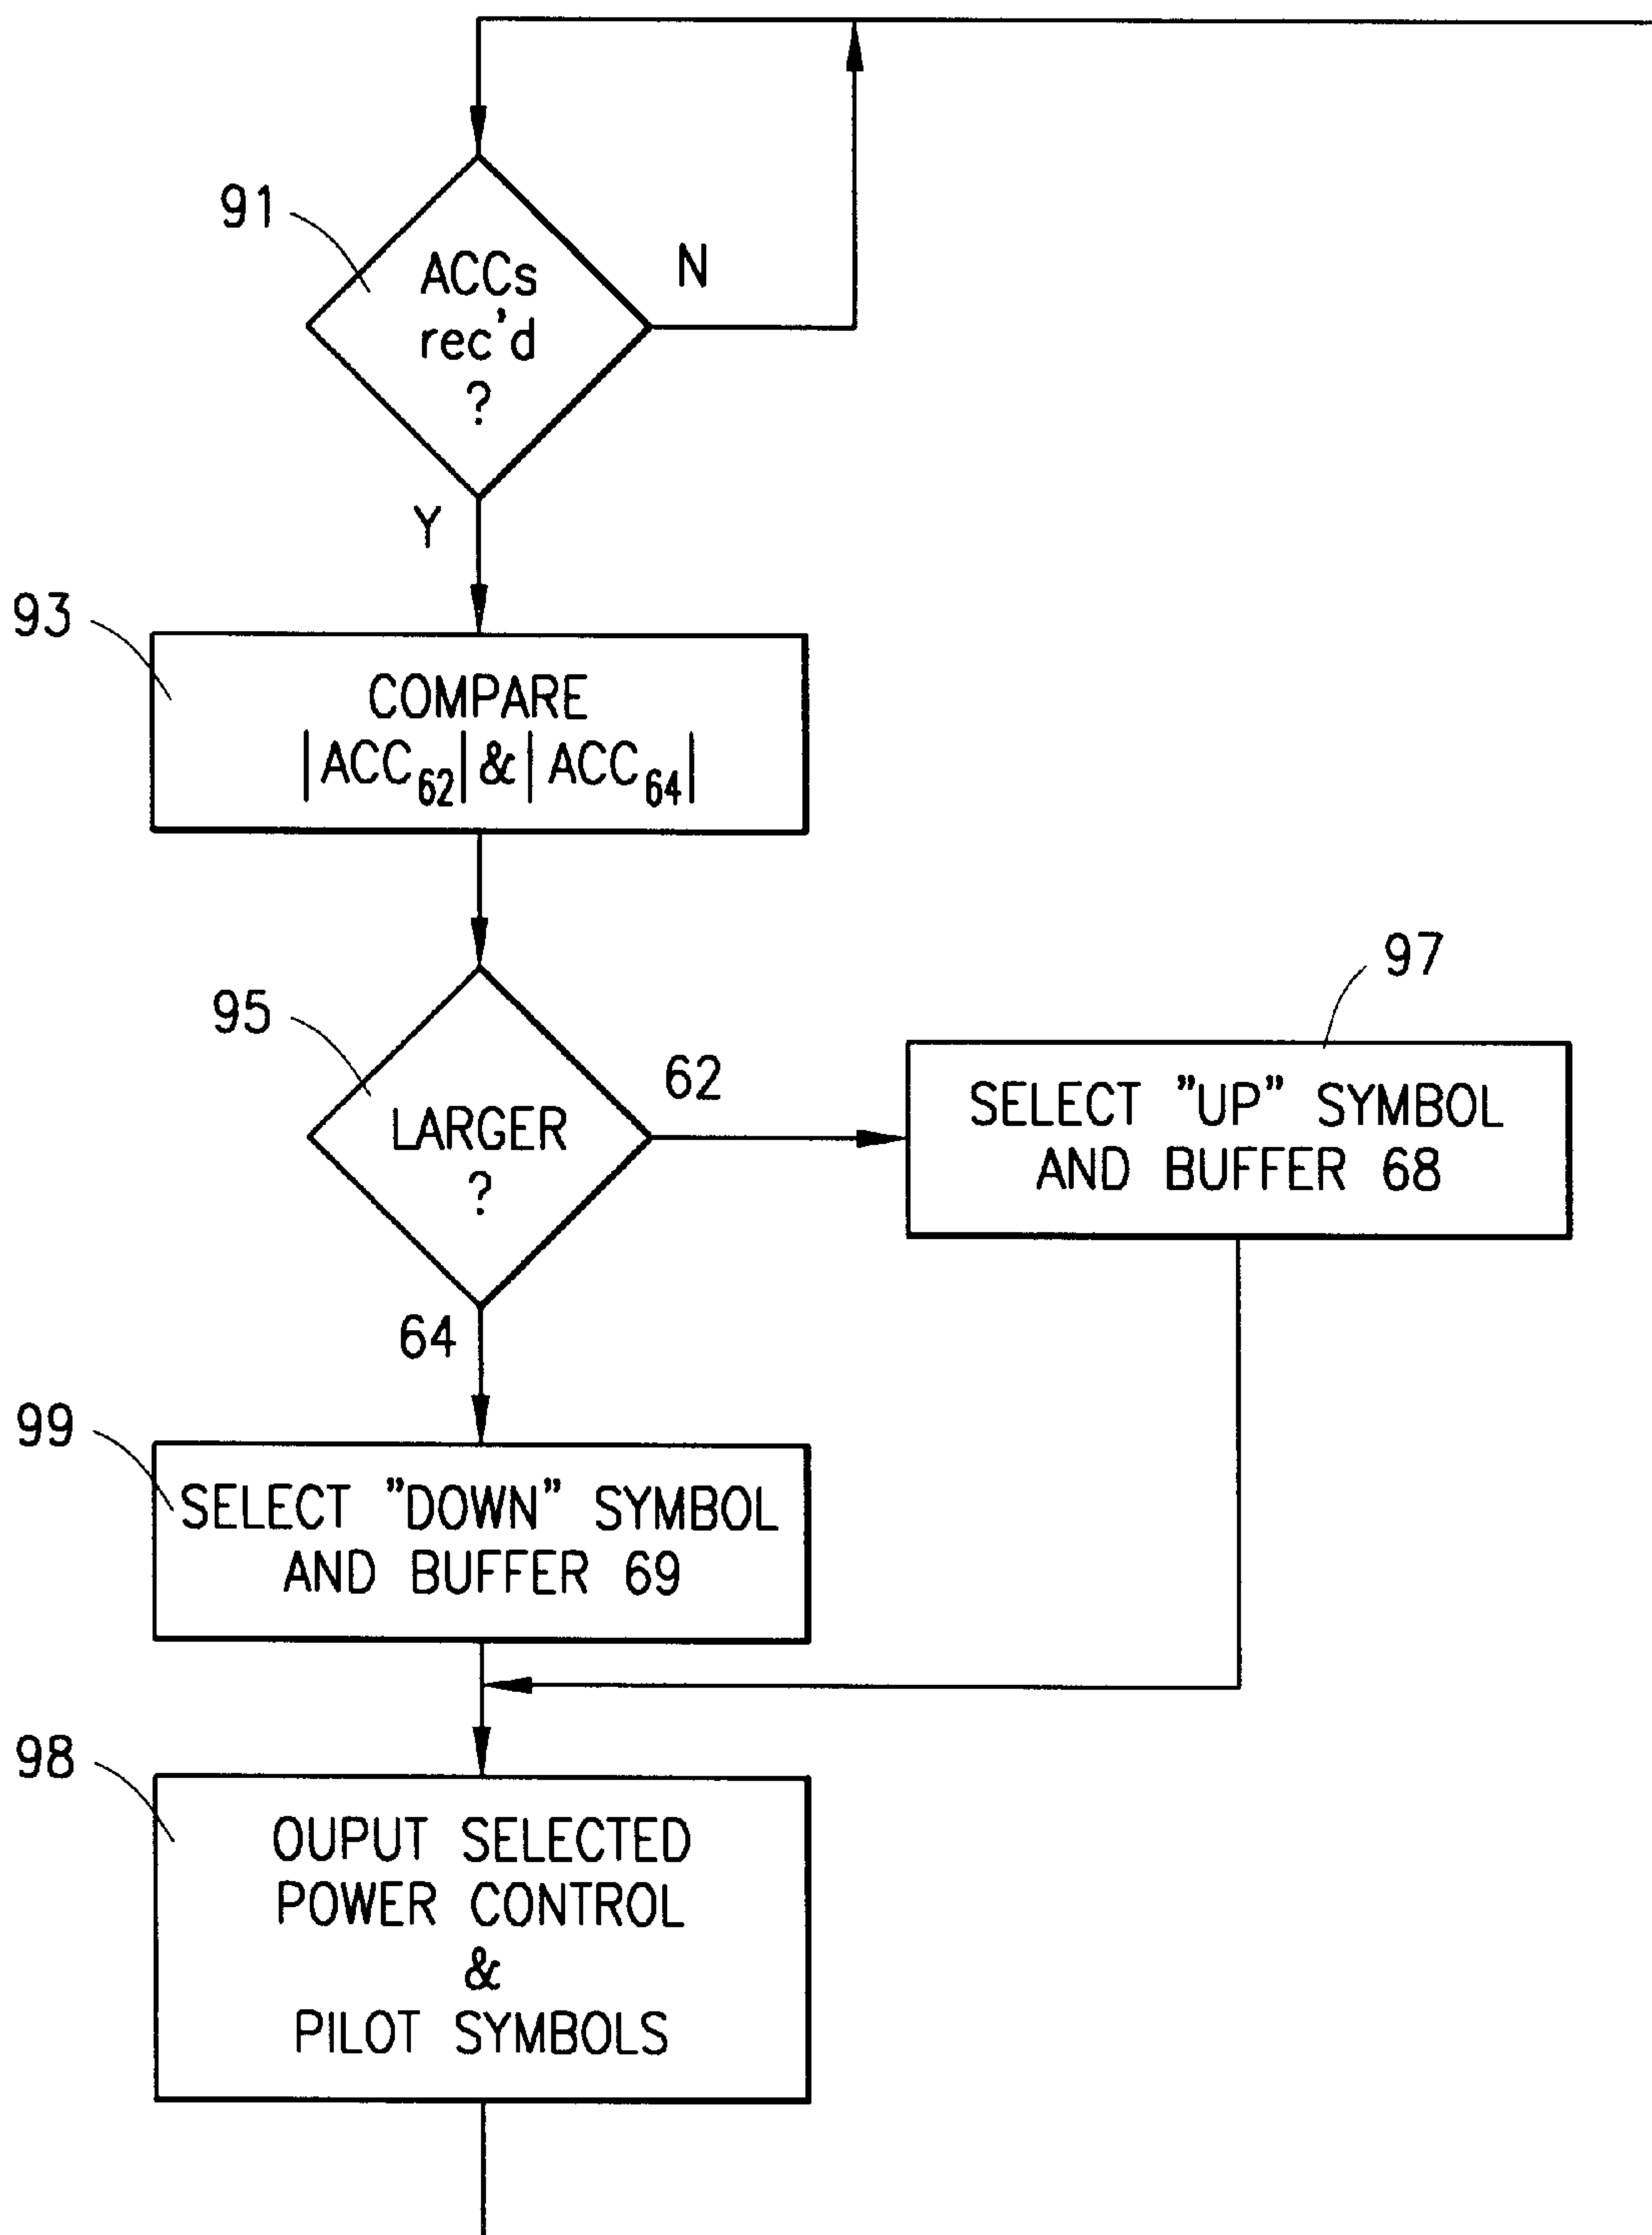 91
ACCs
rec'd
?
N
Y
93
COMPARE
|ACC₆₂|&|ACC₆₄|
95
LARGER
?
62
64
97
SELECT "UP" SYMBOL
AND BUFFER 68
99
SELECT "DOWN" SYMBOL
AND BUFFER 69
98
OUPUT SELECTED
POWER CONTROL
&
PILOT SYMBOLS